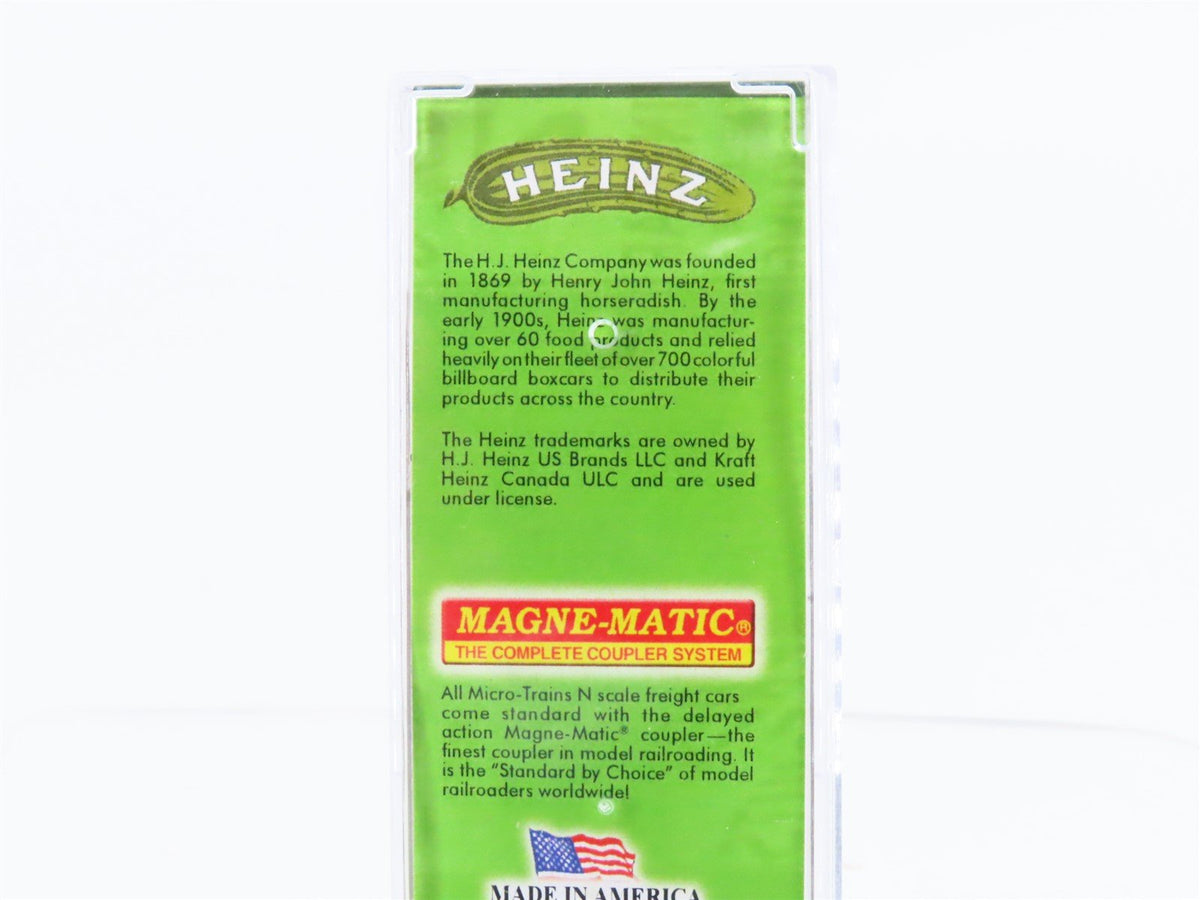 HEINZ
The H.J. Heinz Company was founded
in 1869 by Henry John Heinz, first
manufacturing horseradish. By the
early 1900s, Heinz was manufactur-
ing over 60 food products and relied
heavily on their fleet of over 700 colorful
billboard boxcars to distribute their
products across the country.
The Heinz trademarks are owned by
H.J. Heinz US Brands LLC and Kraft
Heinz Canada ULC and are used
under license.
MAGNE-MATIC®
THE COMPLETE COUPLER SYSTEM
All Micro-Trains N scale freight cars
come standard with the delayed
action Magne-Matic® coupler—the
finest coupler in model railroading. It
is the "Standard by Choice" of model
railroaders worldwide!
MADE IN AMERICA